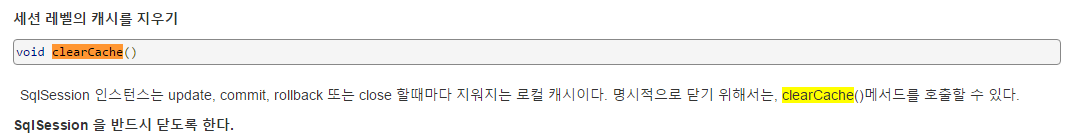 세션 레벨의 캐시를 지우기
void clearCache()
SqlSession 인스턴스는 update, commit, rollback 또는 close 할때마다 지워지는 로컬 캐시이다. 명시적으로 닫기 위해서는, clearCache()메서드를 호출할 수 있다.
SqlSession 을 반드시 닫도록 한다.